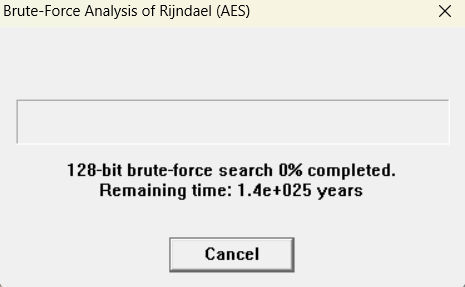 Brute-Force Analysis of Rijndael (AES)
128-bit brute-force search 0% completed.
Remaining time: 1.4e+025 years
Cancel